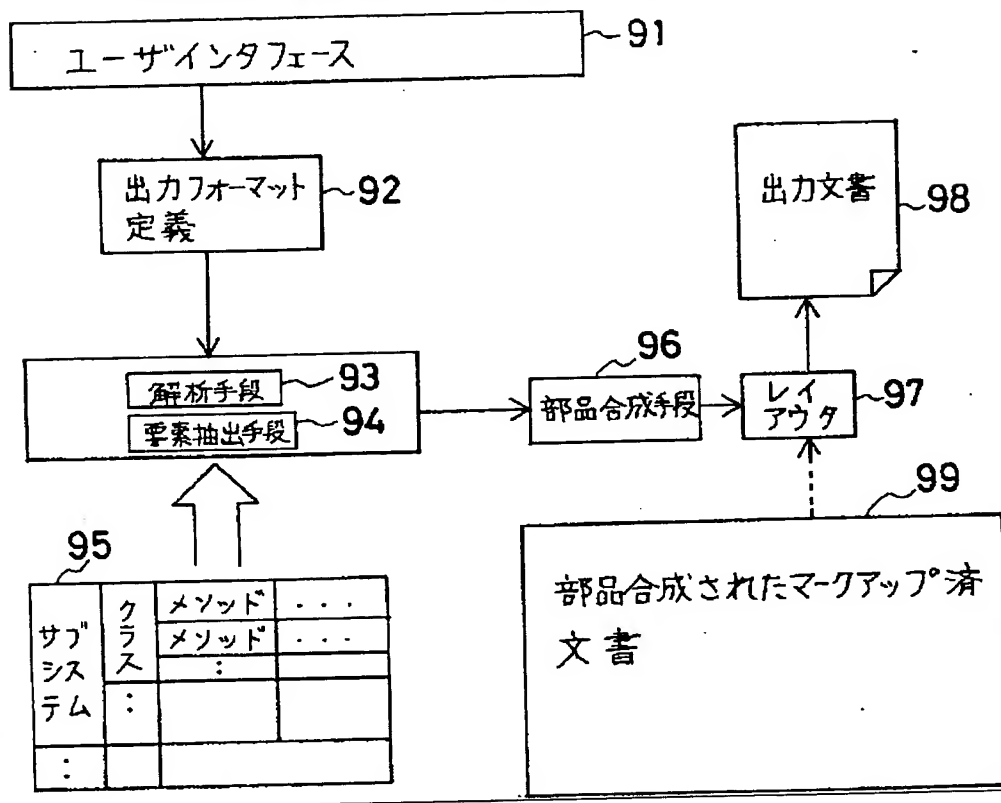 ユーザインタフェース
91
出力フォーマット
定義
92
出力文書
98
解析手段
93
要素抽出手段
94
96
部品合成手段
レイ
アウタ
97
99
部品合成されたマークアップ済
文書
95
サブ
シス
テム
クラス
メソッド
・・・
メソッド
・・・
：
：
：